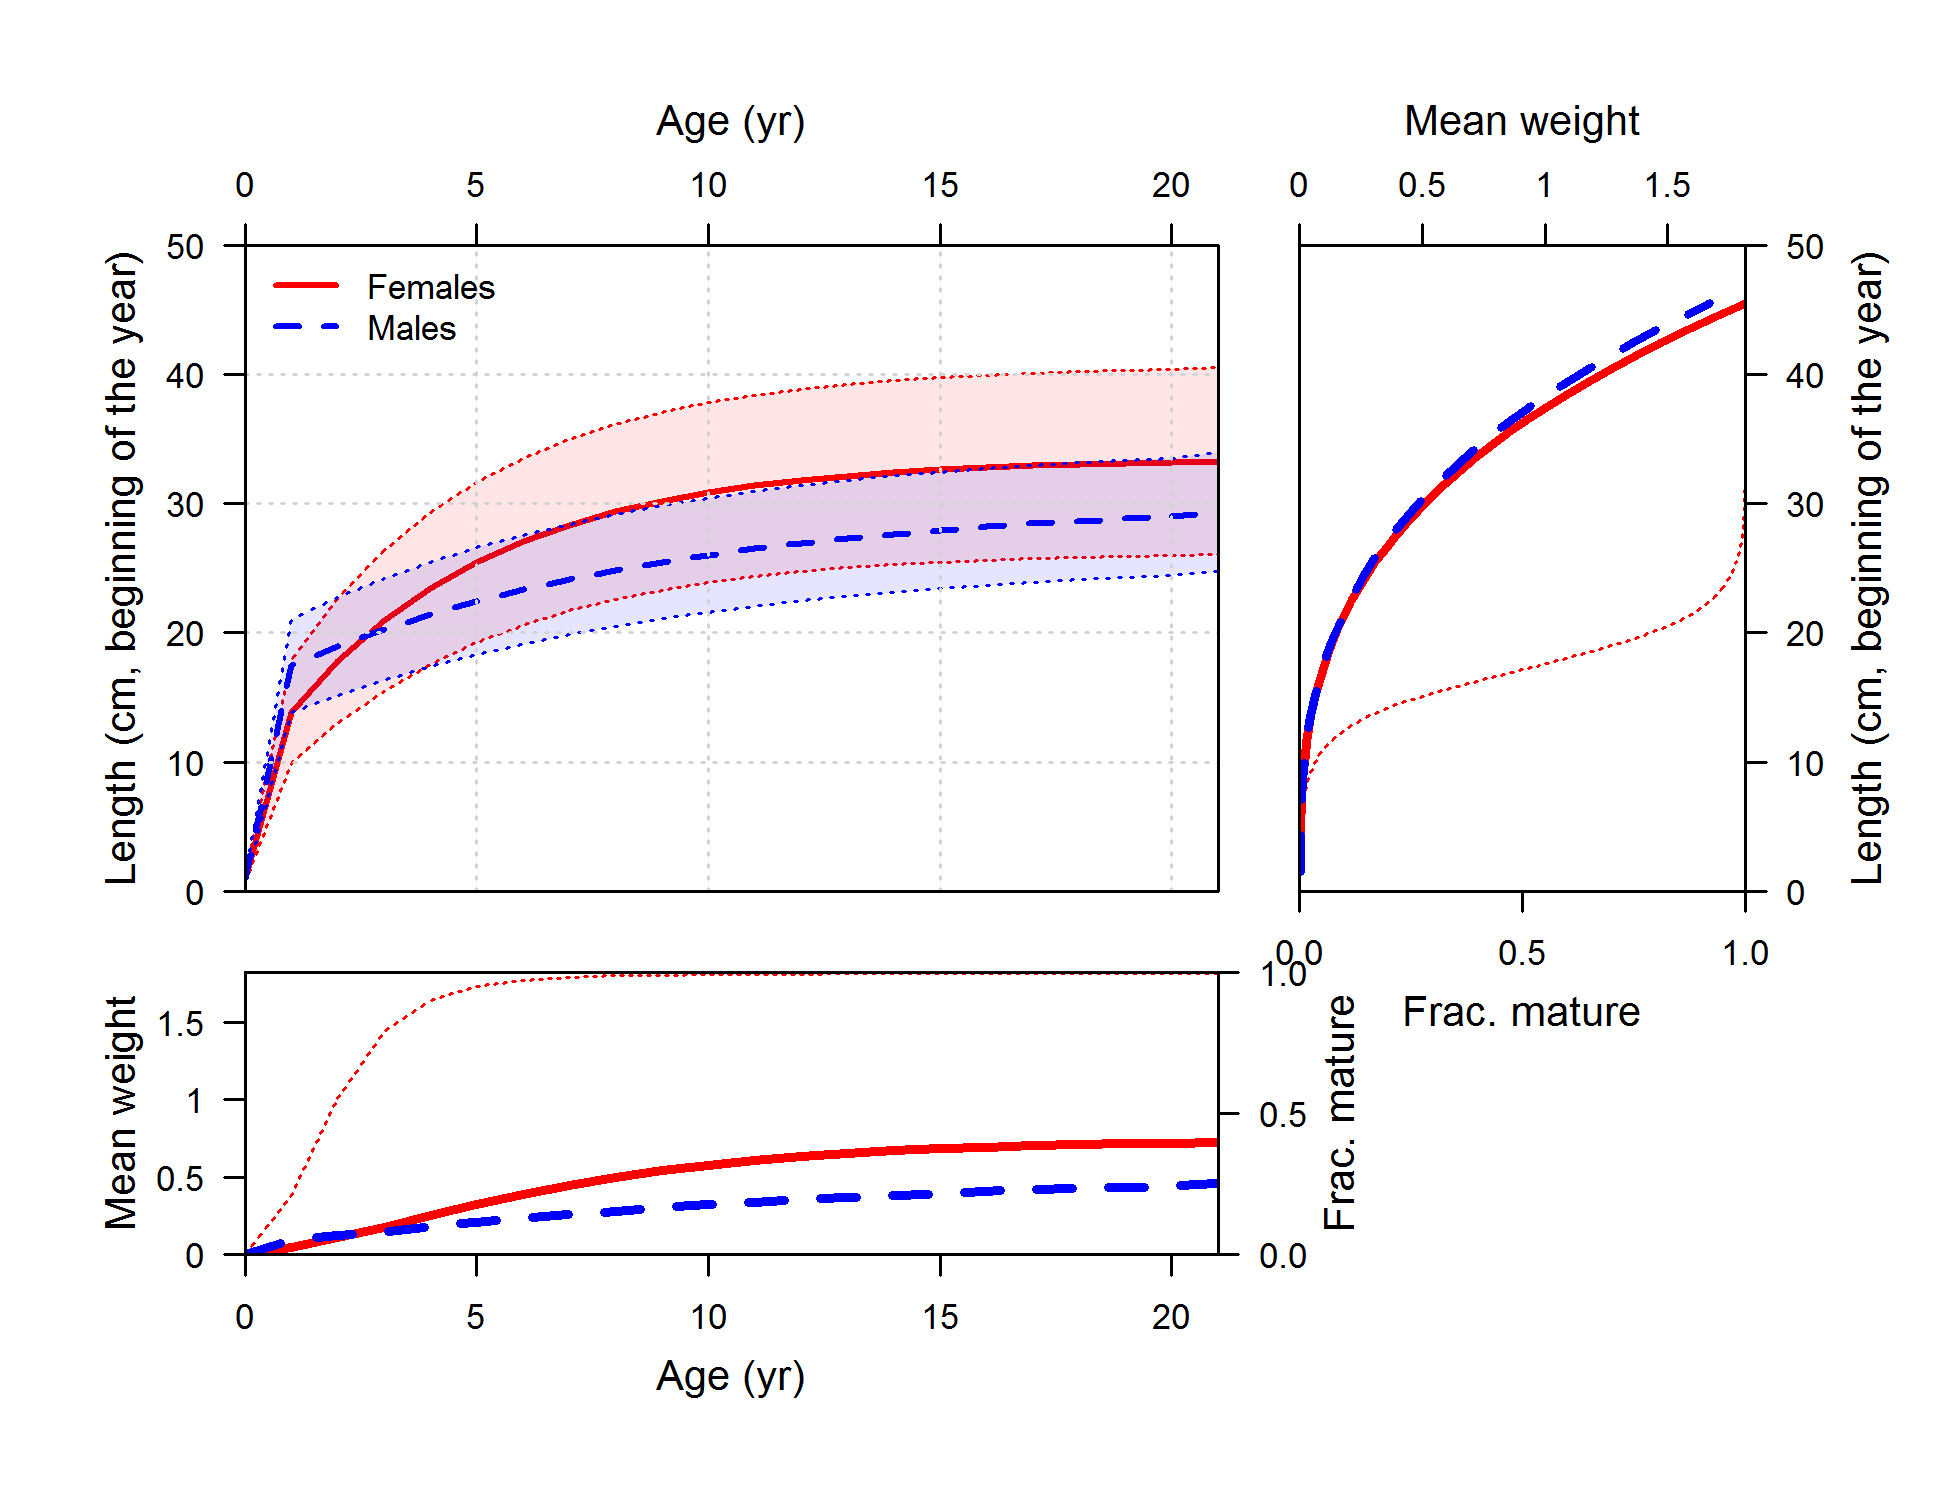 Age (yr)
Mean weight
0 5 10 15 20
0 0.5 1 1.5
50
40
30
20
10
0
Length (cm, beginning of the year)
Females
Males
50
40
30
20
10
0
Length (cm, beginning of the year)
0.0 0.5 1.0
Frac. mature
Mean weight
1.5
1
0.5
0
1.0
0.5
0.0
Frac. mature
0 5 10 15 20
Age (yr)